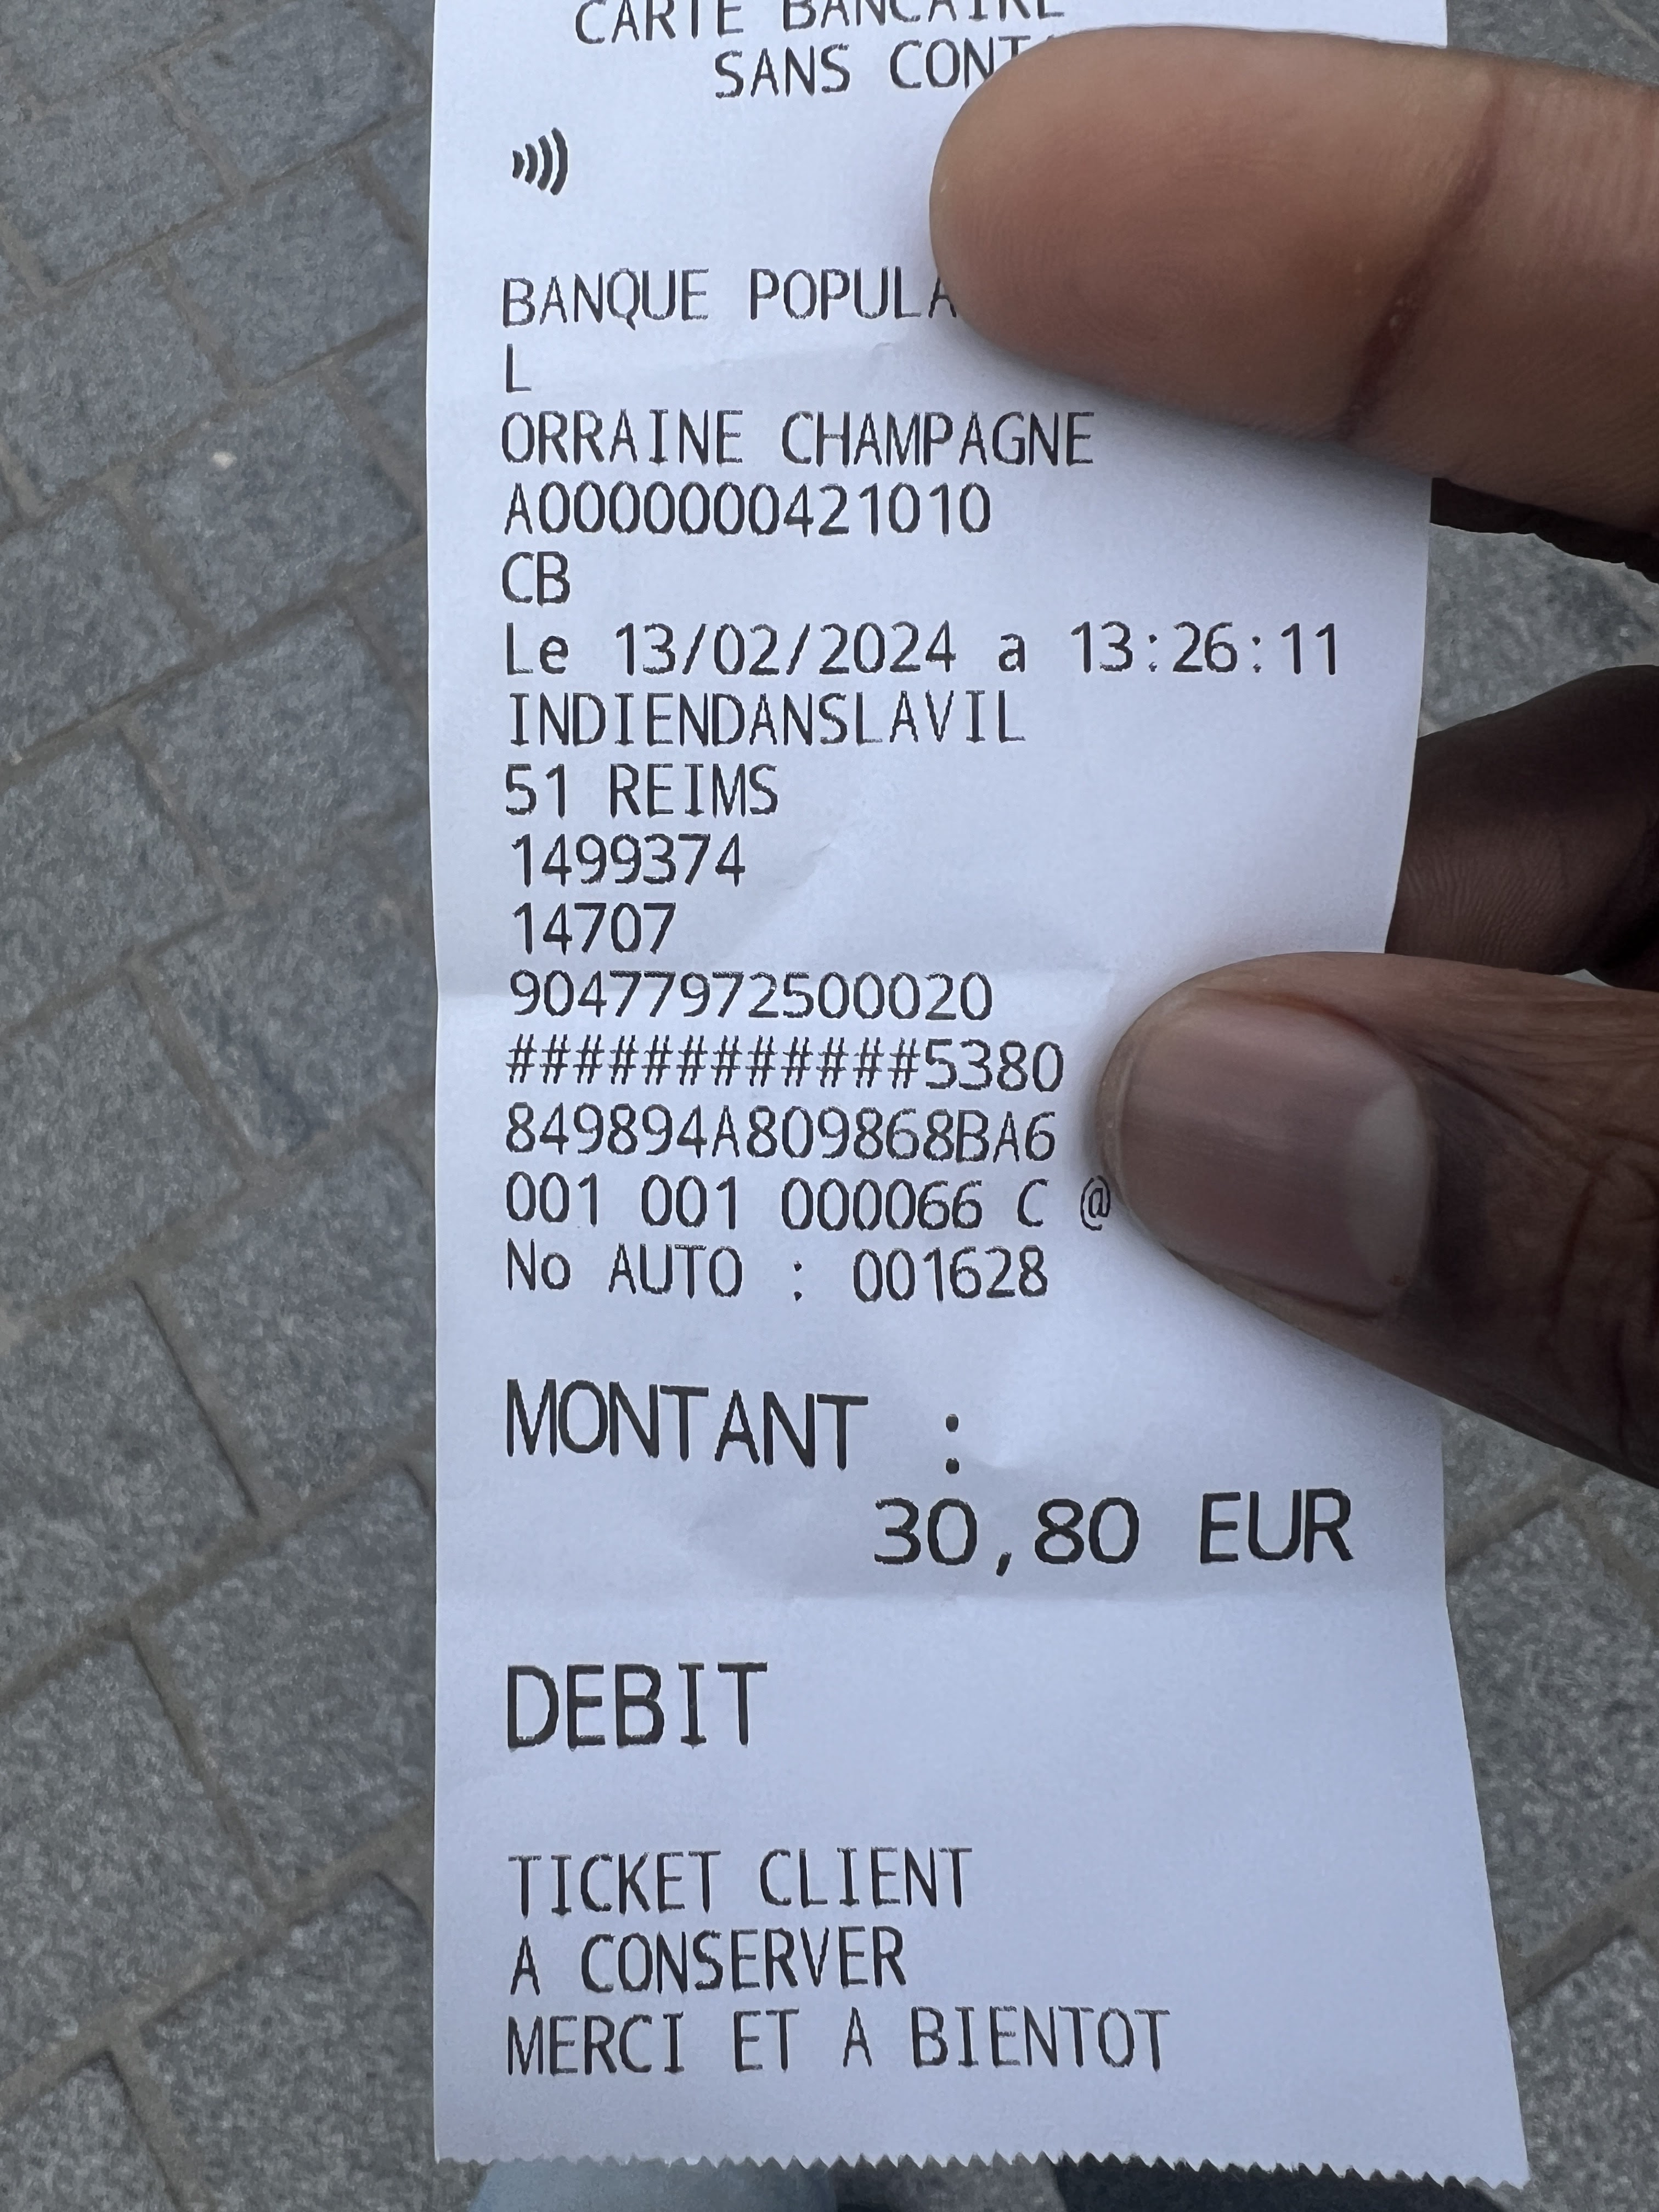 CARTE BANCAIRE
SANS
BANQUE
L
ORRAINE CHAMPAGNE
A0000000421010
CB
Le 13/02/2024 a 13:26:11
INDIENDANSLAVIL
51 REIMS
1499374
14707
90477972500020
############5380
849894A809868BA6
001 001 000066 C @
No AUTO : 001628
MONTANT :
30,80 EUR
DEBIT
TICKET CLIENT
A CONSERVER
MERCI ET A BIENTOT